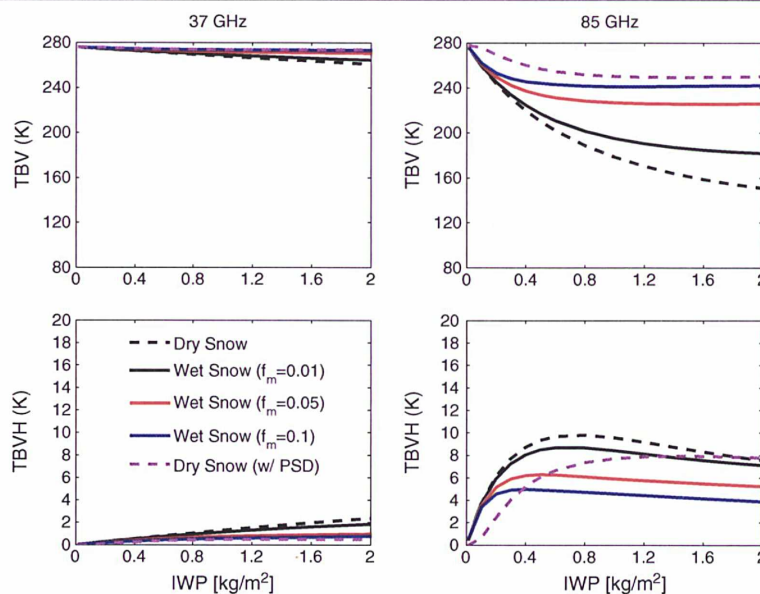 37 GHz
85 GHz
TBV (K)
280
240
200
160
120
80
0 0.4 0.8 1.2 1.6 2
TBV (K)
280
240
200
160
120
80
0 0.4 0.8 1.2 1.6 2
TBVH (K)
20
18
16
14
12
10
8
6
4
2
0
0 0.4 0.8 1.2 1.6 2
IWP [kg/m²]
Dry Snow
Wet Snow (fm=0.01)
Wet Snow (fm=0.05)
Wet Snow (fm=0.1)
Dry Snow (w/ PSD)
TBVH (K)
20
18
16
14
12
10
8
6
4
2
0
0 0.4 0.8 1.2 1.6 2
IWP [kg/m²]